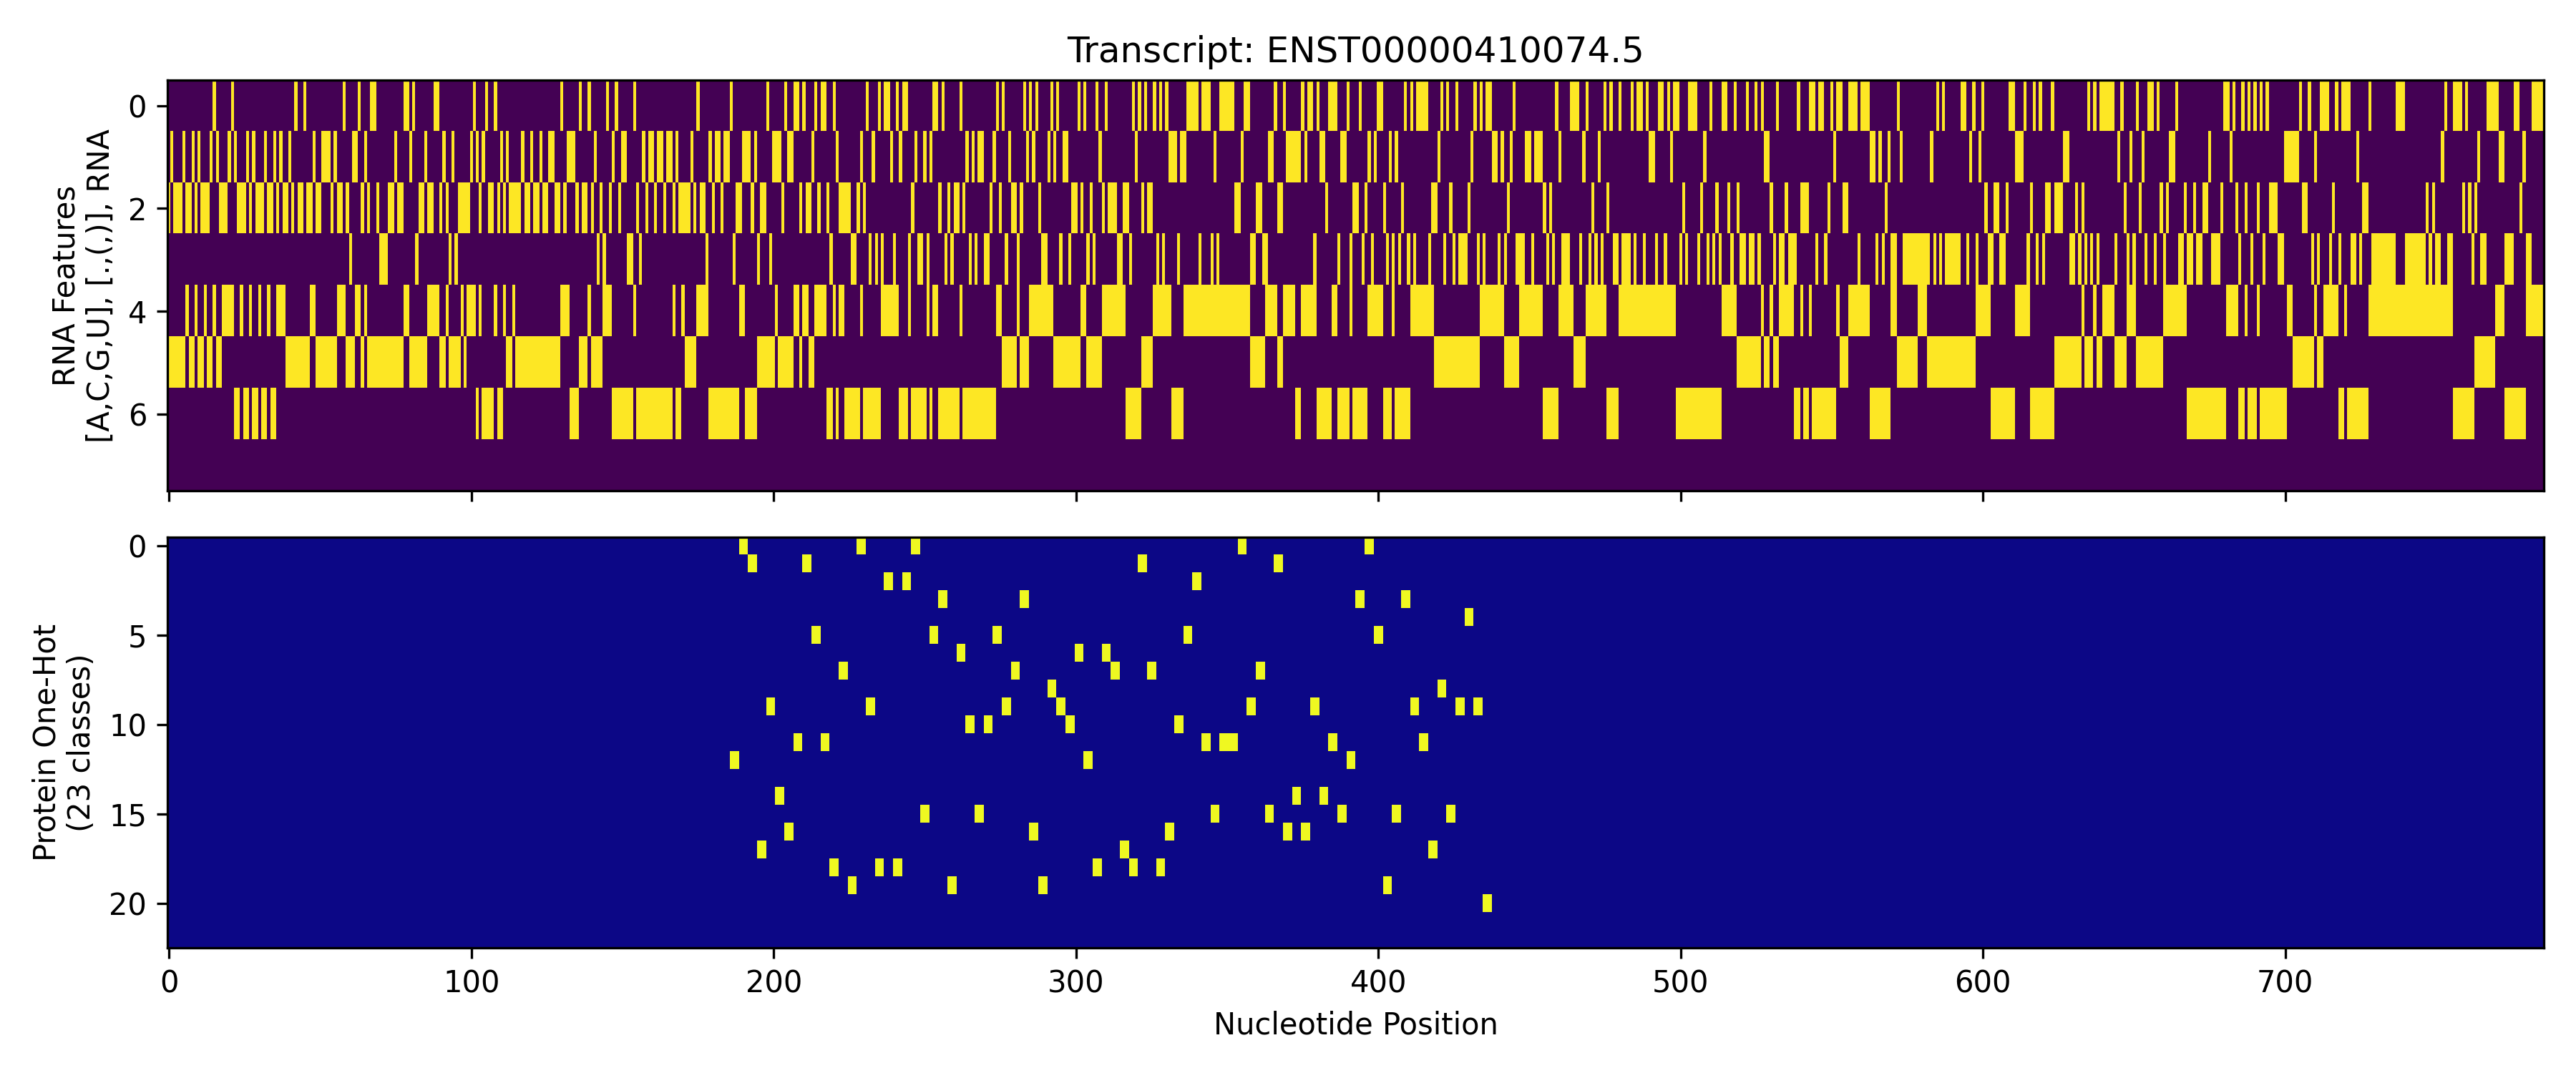 Transcript: ENST00000410074.5
RNA Features
[A,C,G,U], [.,(,)], RNA
0
2
4
6
Protein One-Hot
(23 classes)
0
5
10
15
20
0 100 200 300 400 500 600 700
Nucleotide Position